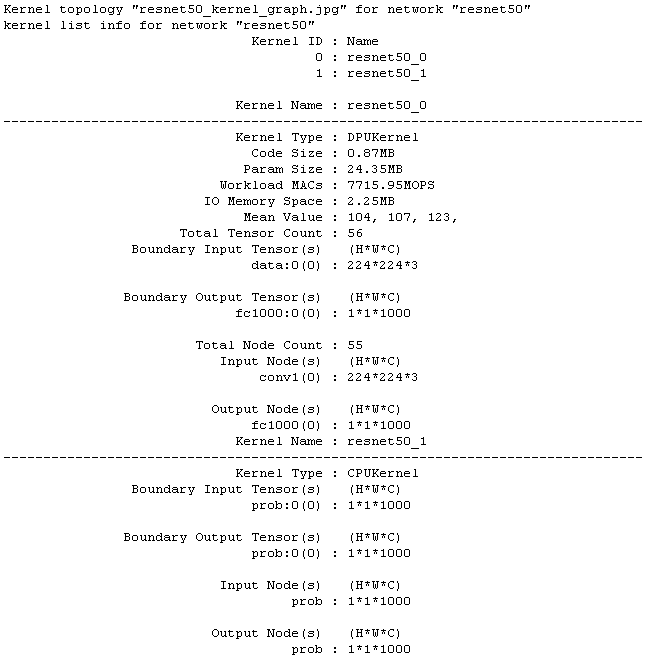 Kernel topology "resnet50_kernel_graph.jpg" for network "resnet50"
kernel list info for network "resnet50"
Kernel ID : Name
0 : resnet50_0
1 : resnet50_1
Kernel Name : resnet50_0
--------------------------------------------------------------------------------
Kernel Type : DPUKernel
Code Size : 0.87MB
Param Size : 24.35MB
Workload MACs : 7715.95MOPS
IO Memory Space : 2.25MB
Mean Value : 104, 107, 123,
Total Tensor Count : 56
Boundary Input Tensor(s) (H*W*C)
data:0(0) : 224*224*3
Boundary Output Tensor(s) (H*W*C)
fc1000:0(0) : 1*1*1000
Total Node Count : 55
Input Node(s) (H*W*C)
conv1(0) : 224*224*3
Output Node(s) (H*W*C)
fc1000(0) : 1*1*1000
Kernel Name : resnet50_1
--------------------------------------------------------------------------------
Kernel Type : CPUKernel
Boundary Input Tensor(s) (H*W*C)
prob:0(0) : 1*1*1000
Boundary Output Tensor(s) (H*W*C)
prob:0(0) : 1*1*1000
Input Node(s) (H*W*C)
prob : 1*1*1000
Output Node(s) (H*W*C)
prob : 1*1*1000